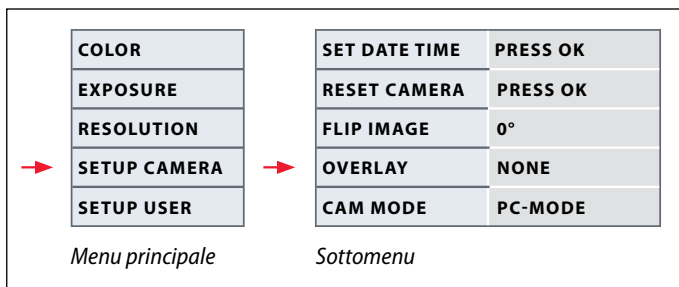 COLOR
EXPOSURE
RESOLUTION
SETUP CAMERA
SETUP USER
Menu principale
SET DATE TIME PRESS OK
RESET CAMERA PRESS OK
FLIP IMAGE 0°
OVERLAY NONE
CAM MODE PC-MODE
Sottomenu